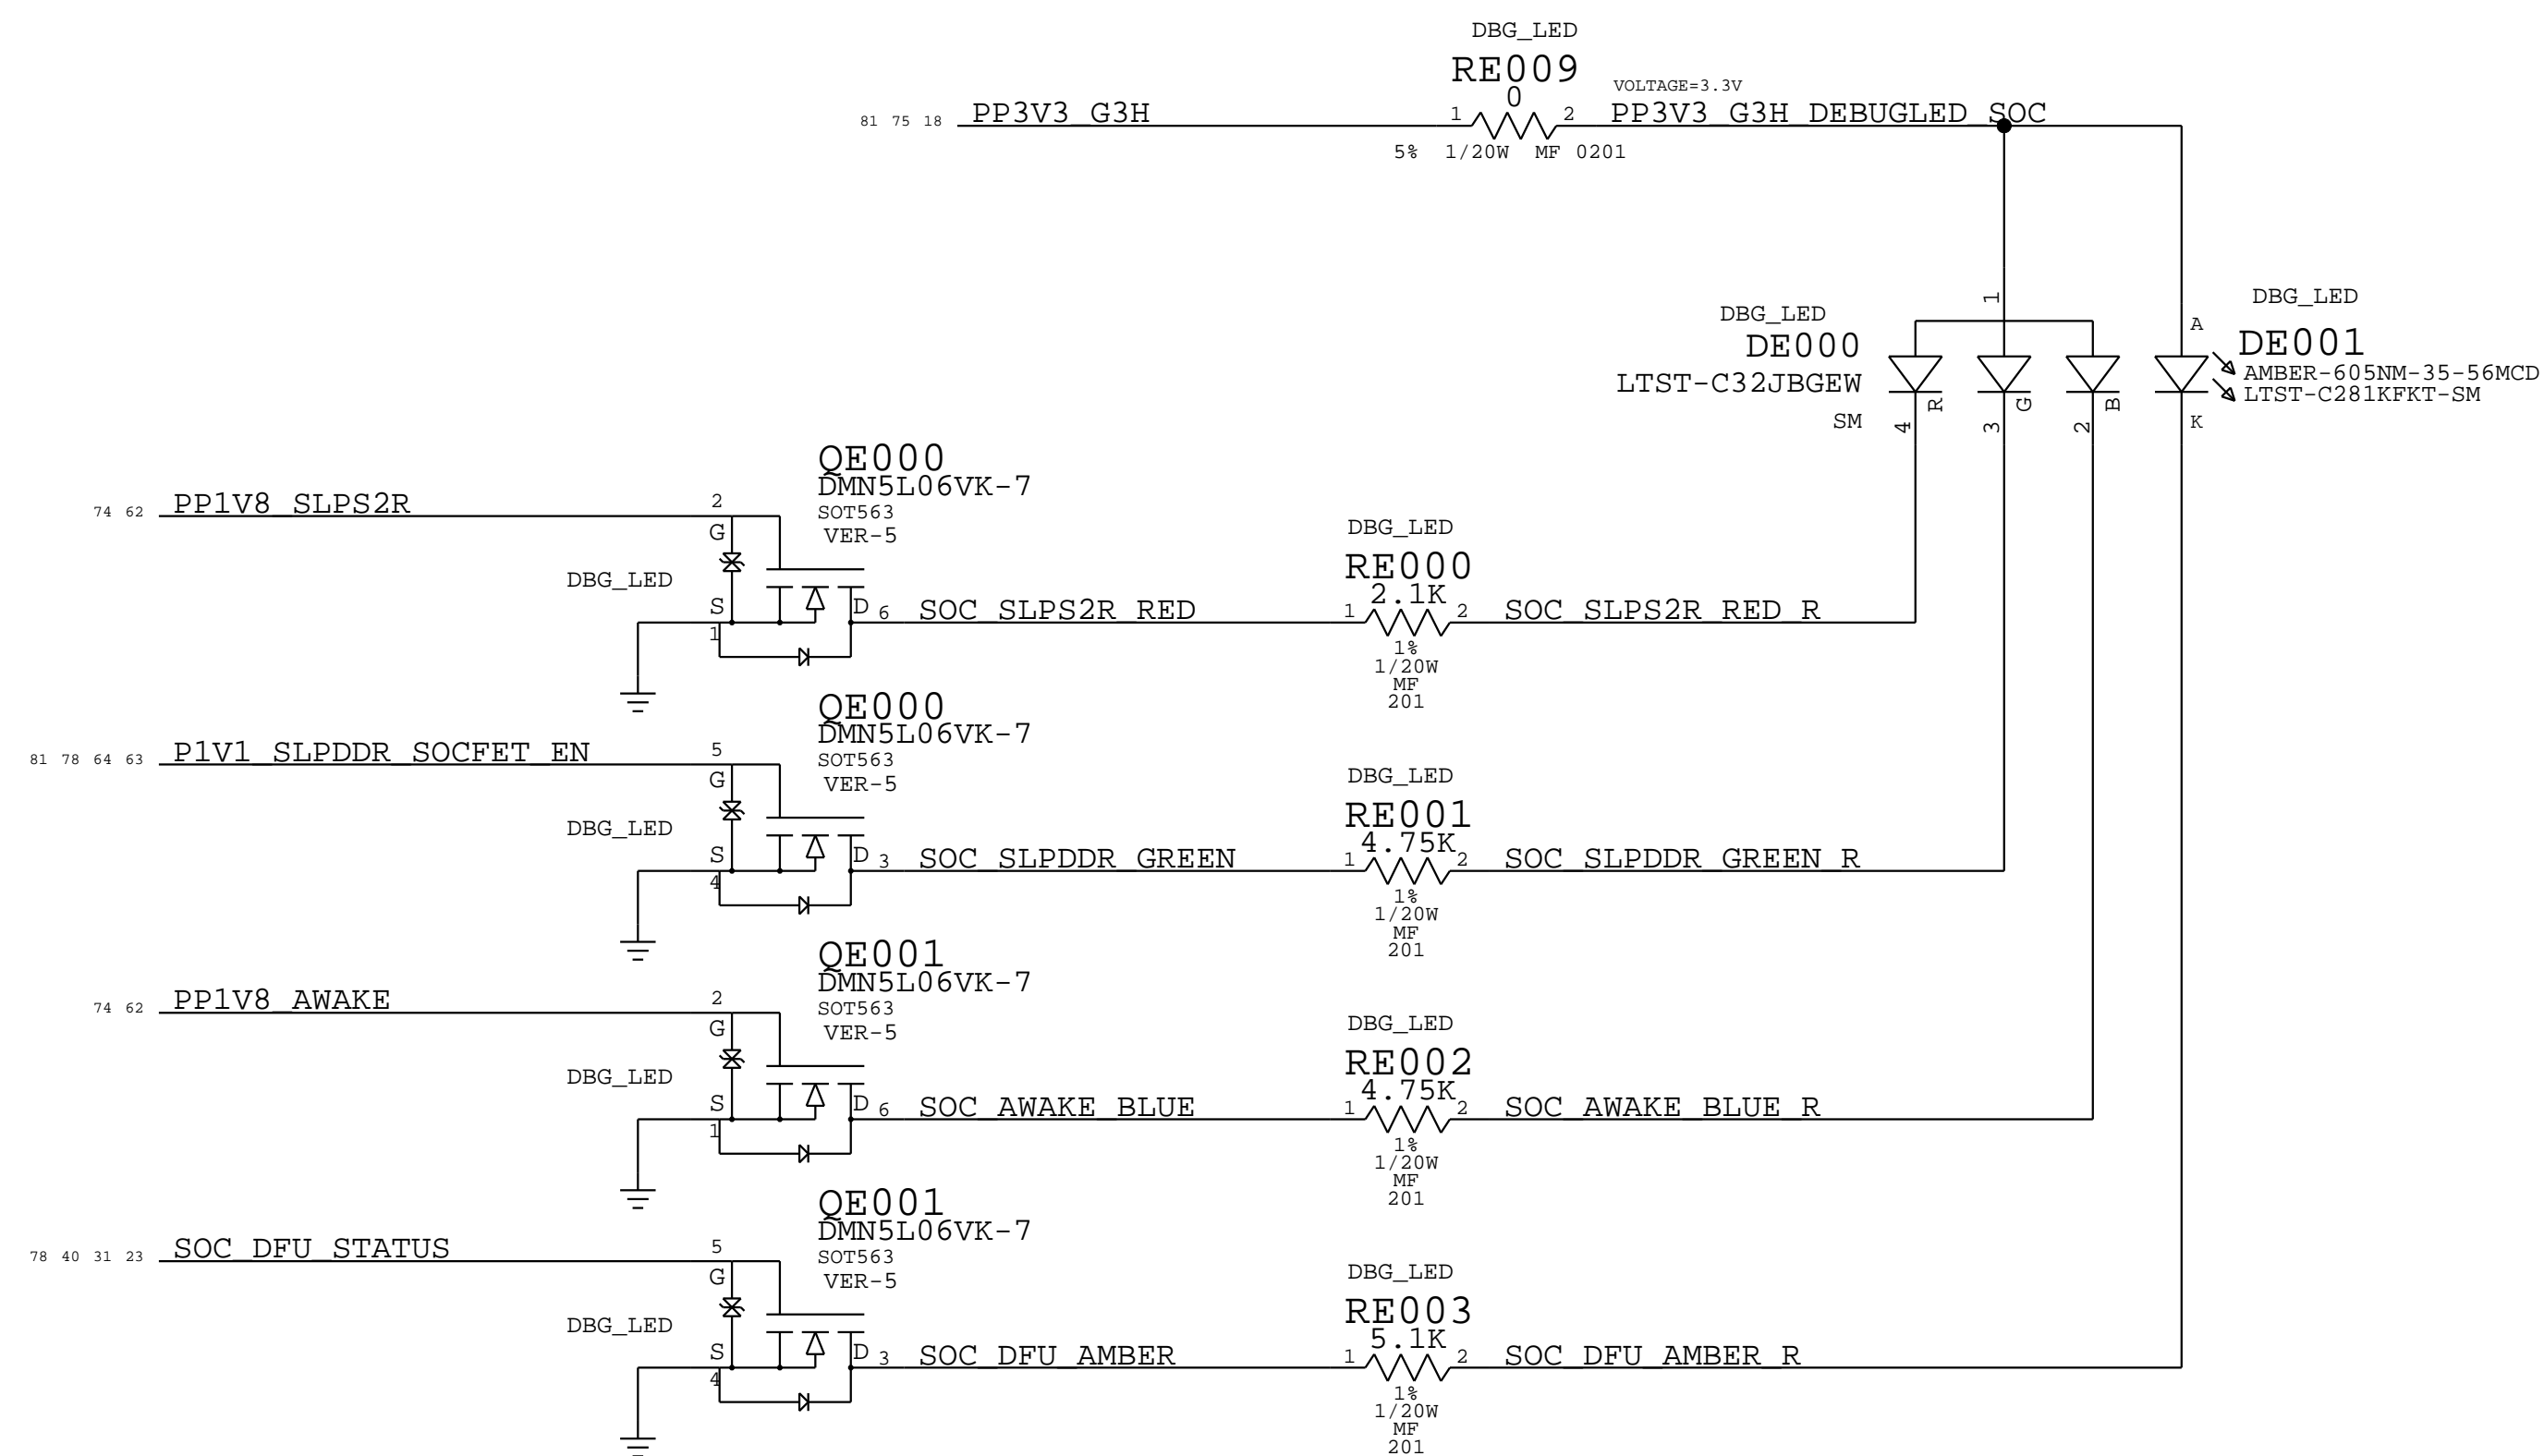 DBG_LED
RE009
0
VOLTAGE=3.3V
81 75 18 PP3V3_G3H 1 2 PP3V3_G3H_DEBUGLED_SOC
5% 1/20W MF 0201
1
DBG_LED
DE000
LTST-C32JBGEW
SM
R G B
4 3 2
DBG_LED
A
DE001
AMBER-605NM-35-56MCD
LTST-C281KFKT-SM
K
QE000
DMN5L06VK-7
SOT563
VER-5
74 62 PP1V8_SLPS2R 2
G
DBG_LED
S D 6 SOC_SLPS2R_RED
1
DBG_LED
RE000
2.1K
1 2 SOC_SLPS2R_RED_R
1%
1/20W
MF
201
QE000
DMN5L06VK-7
SOT563
VER-5
81 78 64 63 P1V1_SLPDDR_SOCFET_EN 5
G
DBG_LED
S D 3 SOC_SLPDDR_GREEN
4
DBG_LED
RE001
4.75K
1 2 SOC_SLPDDR_GREEN_R
1%
1/20W
MF
201
QE001
DMN5L06VK-7
SOT563
VER-5
74 62 PP1V8_AWAKE 2
G
DBG_LED
S D 6 SOC_AWAKE_BLUE
1
DBG_LED
RE002
4.75K
1 2 SOC_AWAKE_BLUE_R
1%
1/20W
MF
201
QE001
DMN5L06VK-7
SOT563
VER-5
78 40 31 23 SOC_DFU_STATUS 5
G
DBG_LED
S D 3 SOC_DFU_AMBER
4
DBG_LED
RE003
5.1K
1 2 SOC_DFU_AMBER_R
1%
1/20W
MF
201